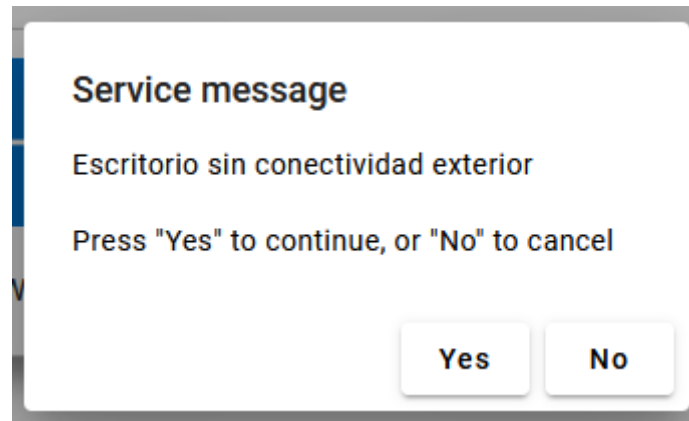 Service message
Escritorio sin conectividad exterior
Press "Yes" to continue, or "No" to cancel
Yes No